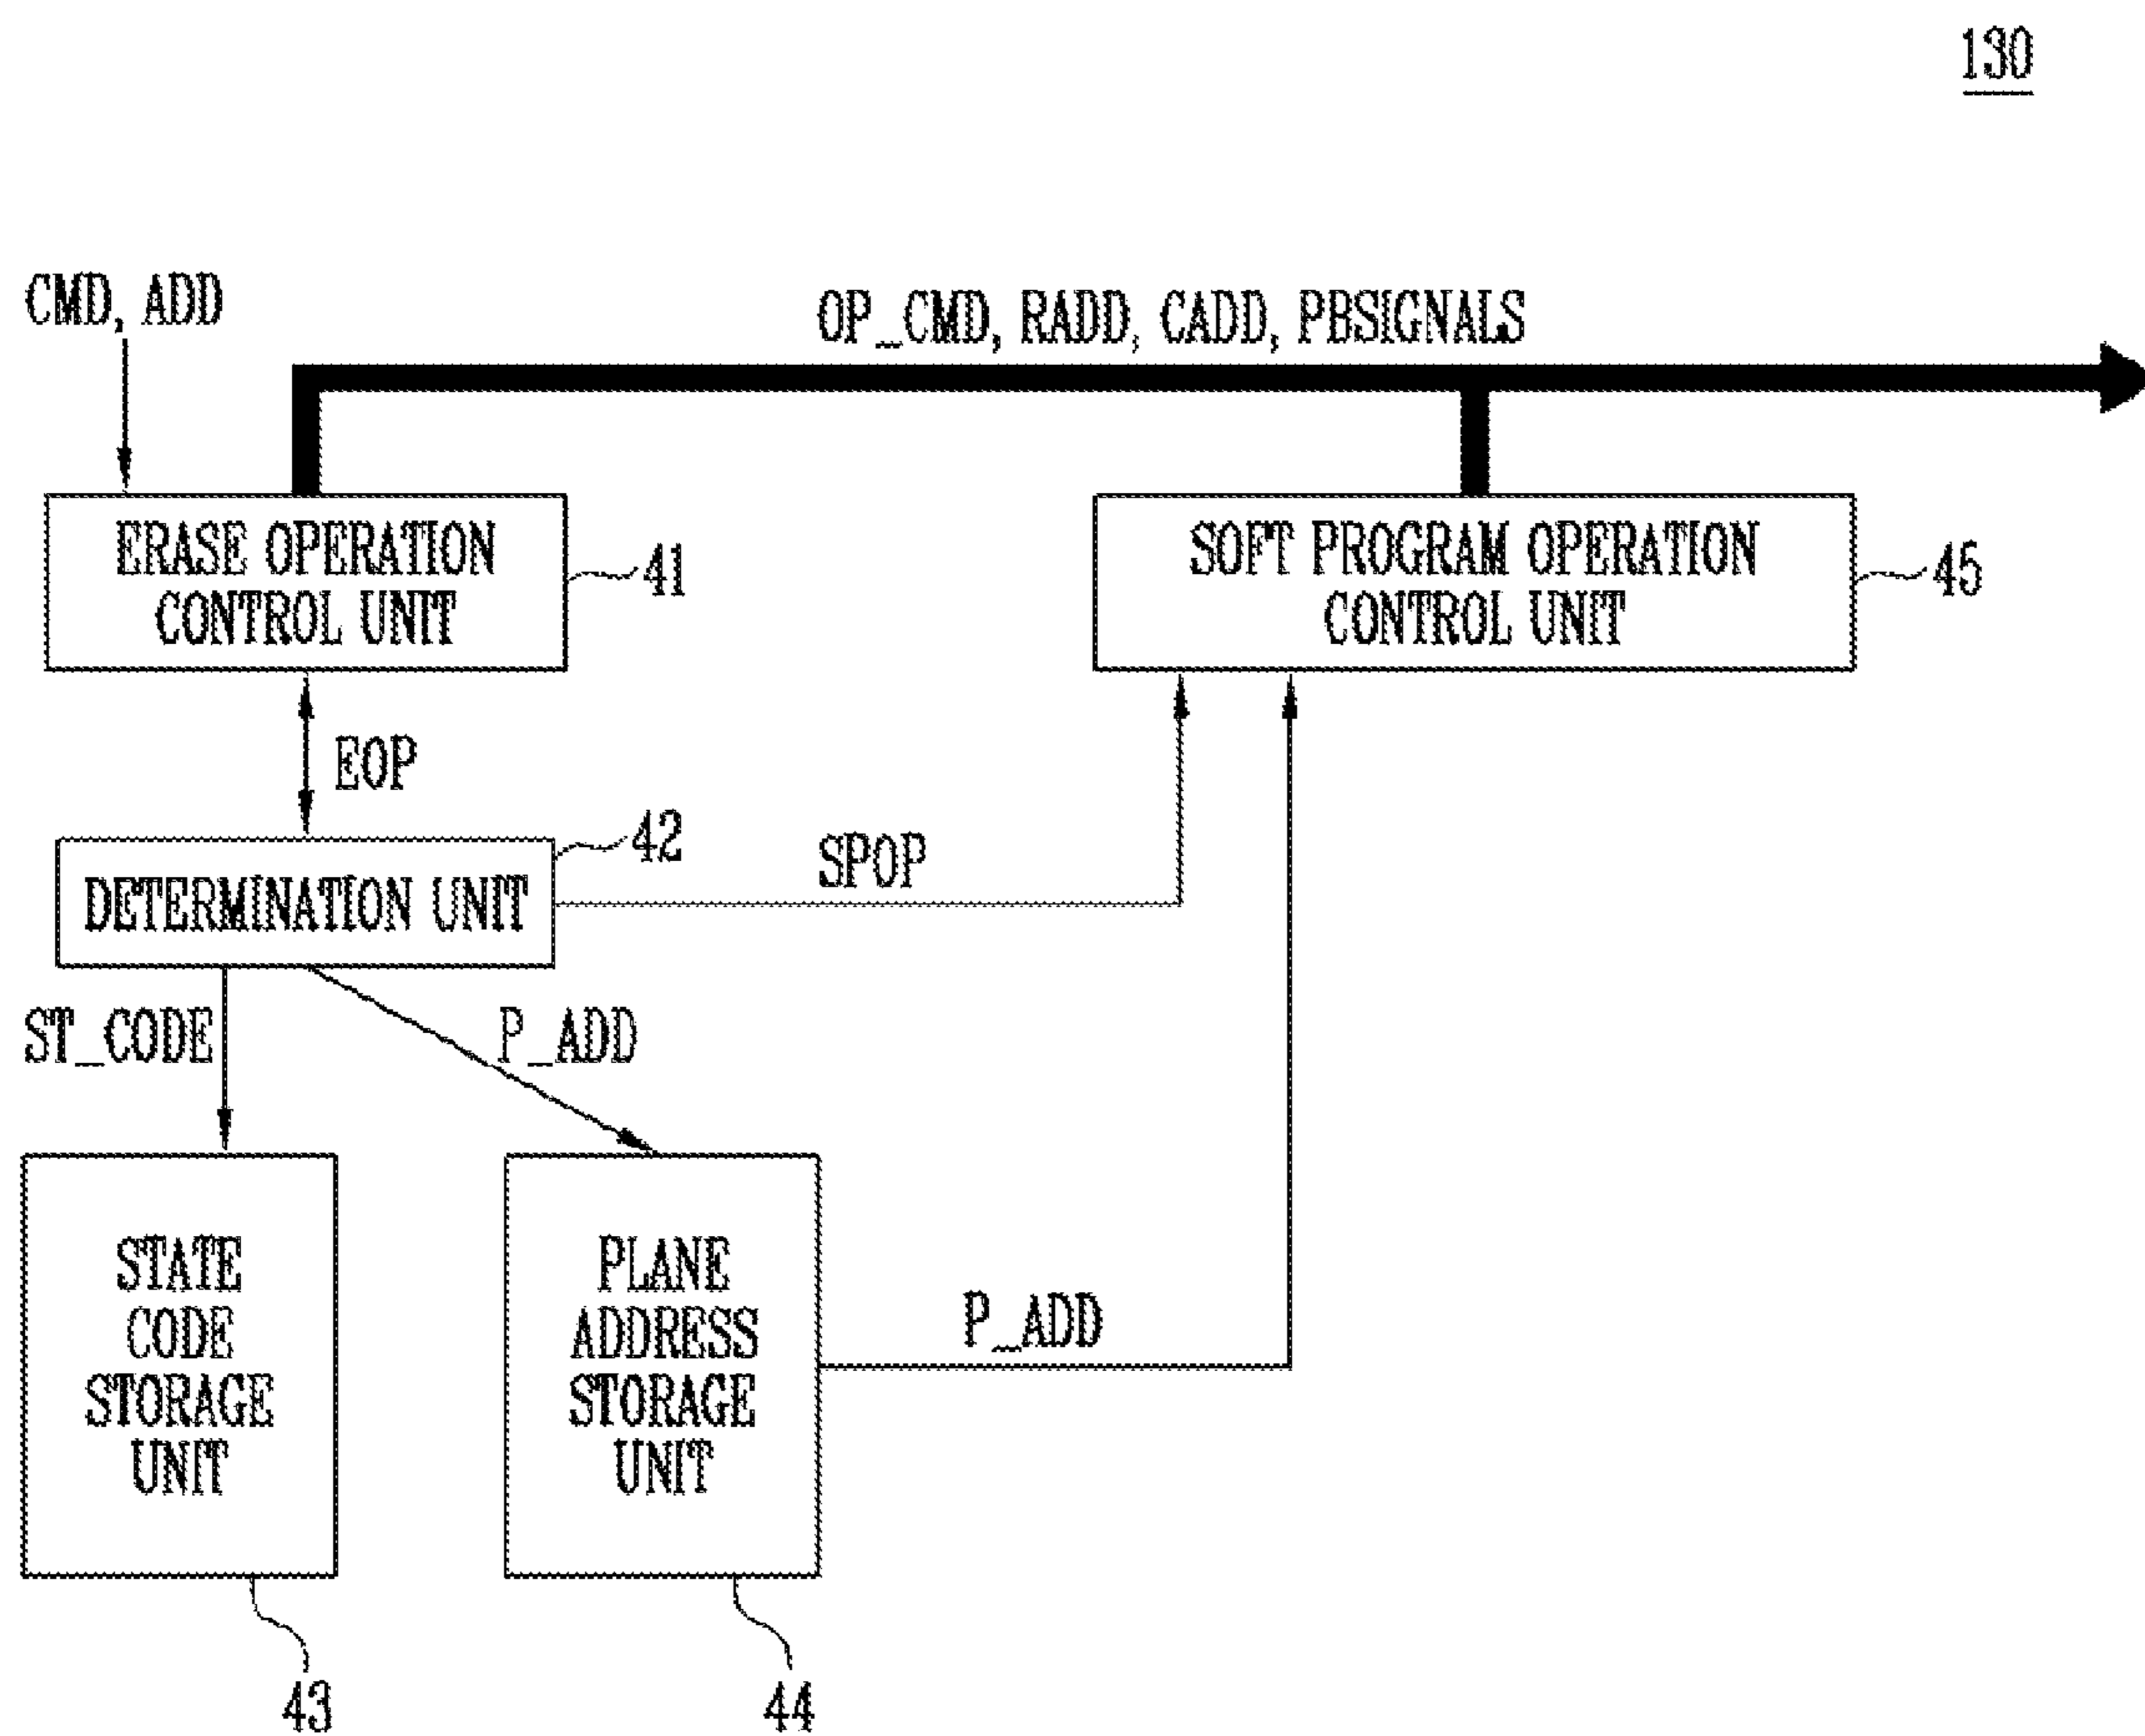 130
CMD, ADD
OP_CMD, RADD, CADD, PBSIGNALS
ERASE OPERATION
CONTROL UNIT
41
SOFT PROGRAM OPERATION
CONTROL UNIT
45
EOP
42
DETERMINATION UNIT
SPOP
ST_CODE
P_ADD
STATE
CODE
STORAGE
UNIT
PLANE
ADDRESS
STORAGE
UNIT
P_ADD
43
44